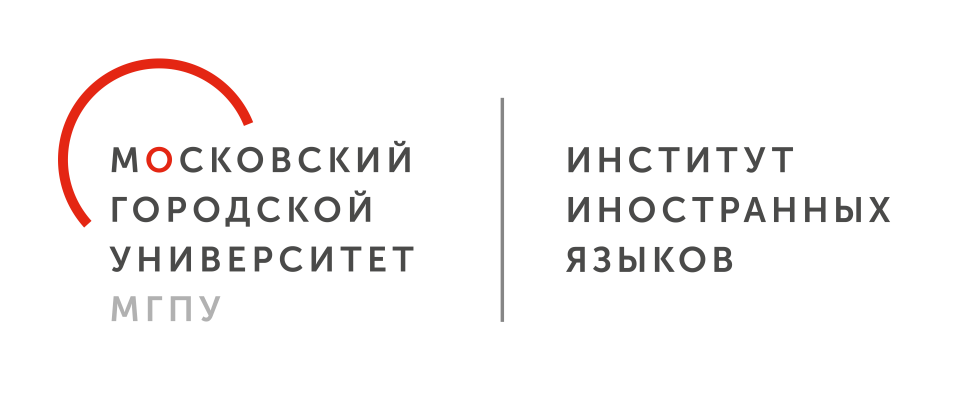 МОСКОВСКИЙ
ГОРОДСКОЙ
УНИВЕРСИТЕТ
МГПУ
ИНСТИТУТ
ИНОСТРАННЫХ
ЯЗЫКОВ